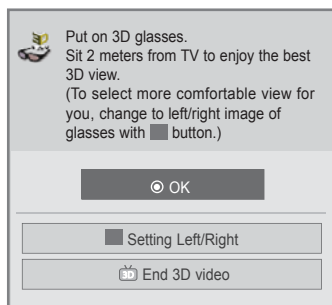 Put on 3D glasses.
Sit 2 meters from TV to enjoy the best
3D view.
(To select more comfortable view for
you, change to left/right image of
glasses with button.)
OK
Setting Left/Right
3D End 3D video